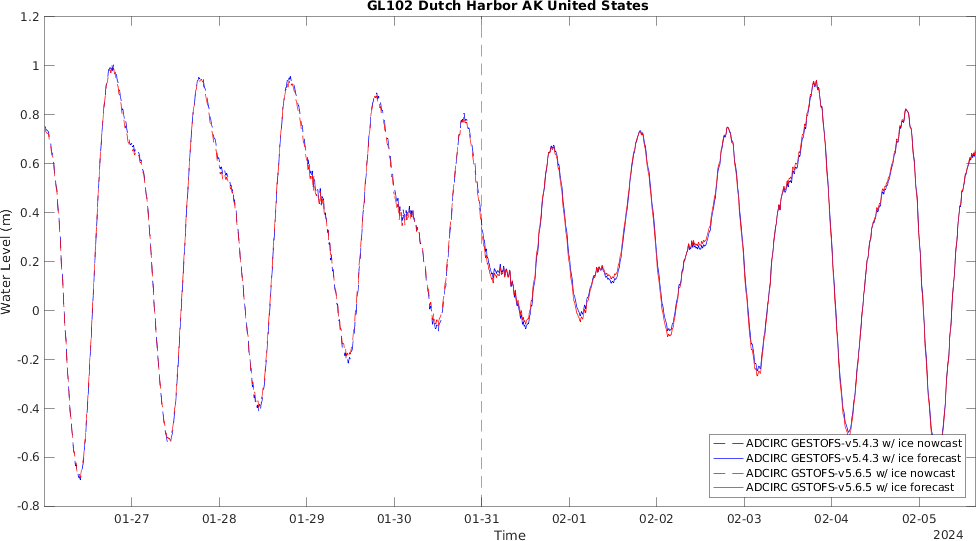 GL102 Dutch Harbor AK United States
1.2
1
0.8
0.6
0.4
0.2
0
-0.2
-0.4
-0.6
-0.8
Water Level (m)
ADCIRC GESTOFS-v5.4.3 w/ ice nowcast
ADCIRC GESTOFS-v5.4.3 w/ ice forecast
ADCIRC GSTOFS-v5.6.5 w/ ice nowcast
ADCIRC GSTOFS-v5.6.5 w/ ice forecast
01-27 01-28 01-29 01-30 01-31 02-01 02-02 02-03 02-04 02-05
Time
2024